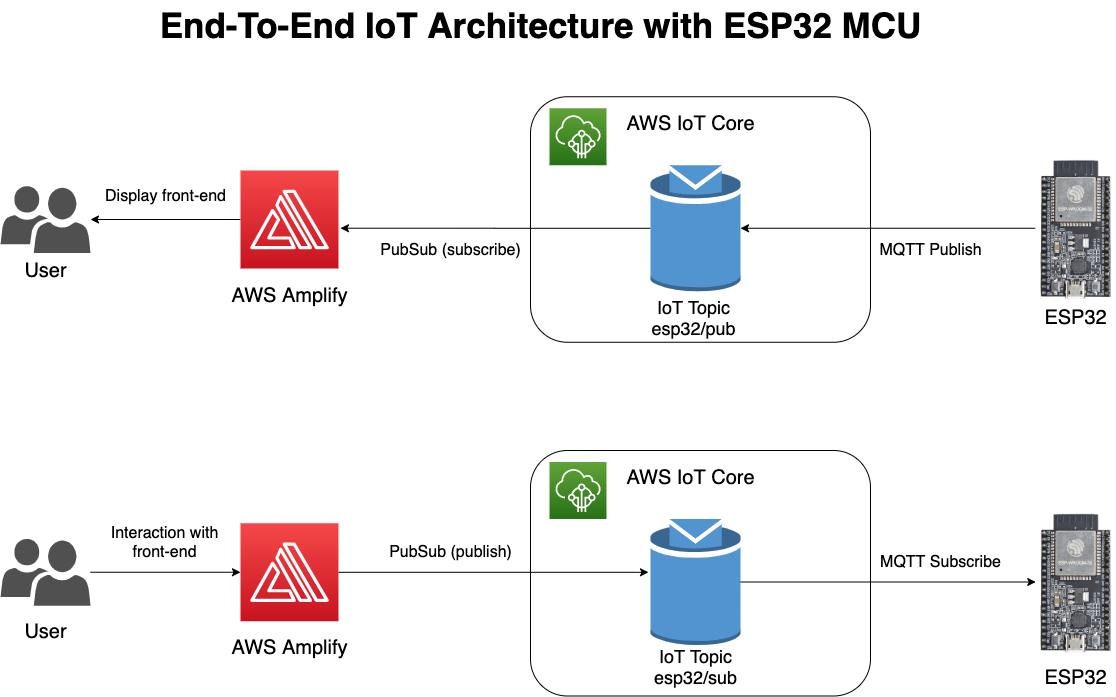 End-To-End IoT Architecture with ESP32 MCU
AWS IoT Core
Display front-end
User
AWS Amplify
PubSub (subscribe)
IoT Topic
esp32/pub
MQTT Publish
ESP32
AWS IoT Core
Interaction with
front-end
User
AWS Amplify
PubSub (publish)
IoT Topic
esp32/sub
MQTT Subscribe
ESP32